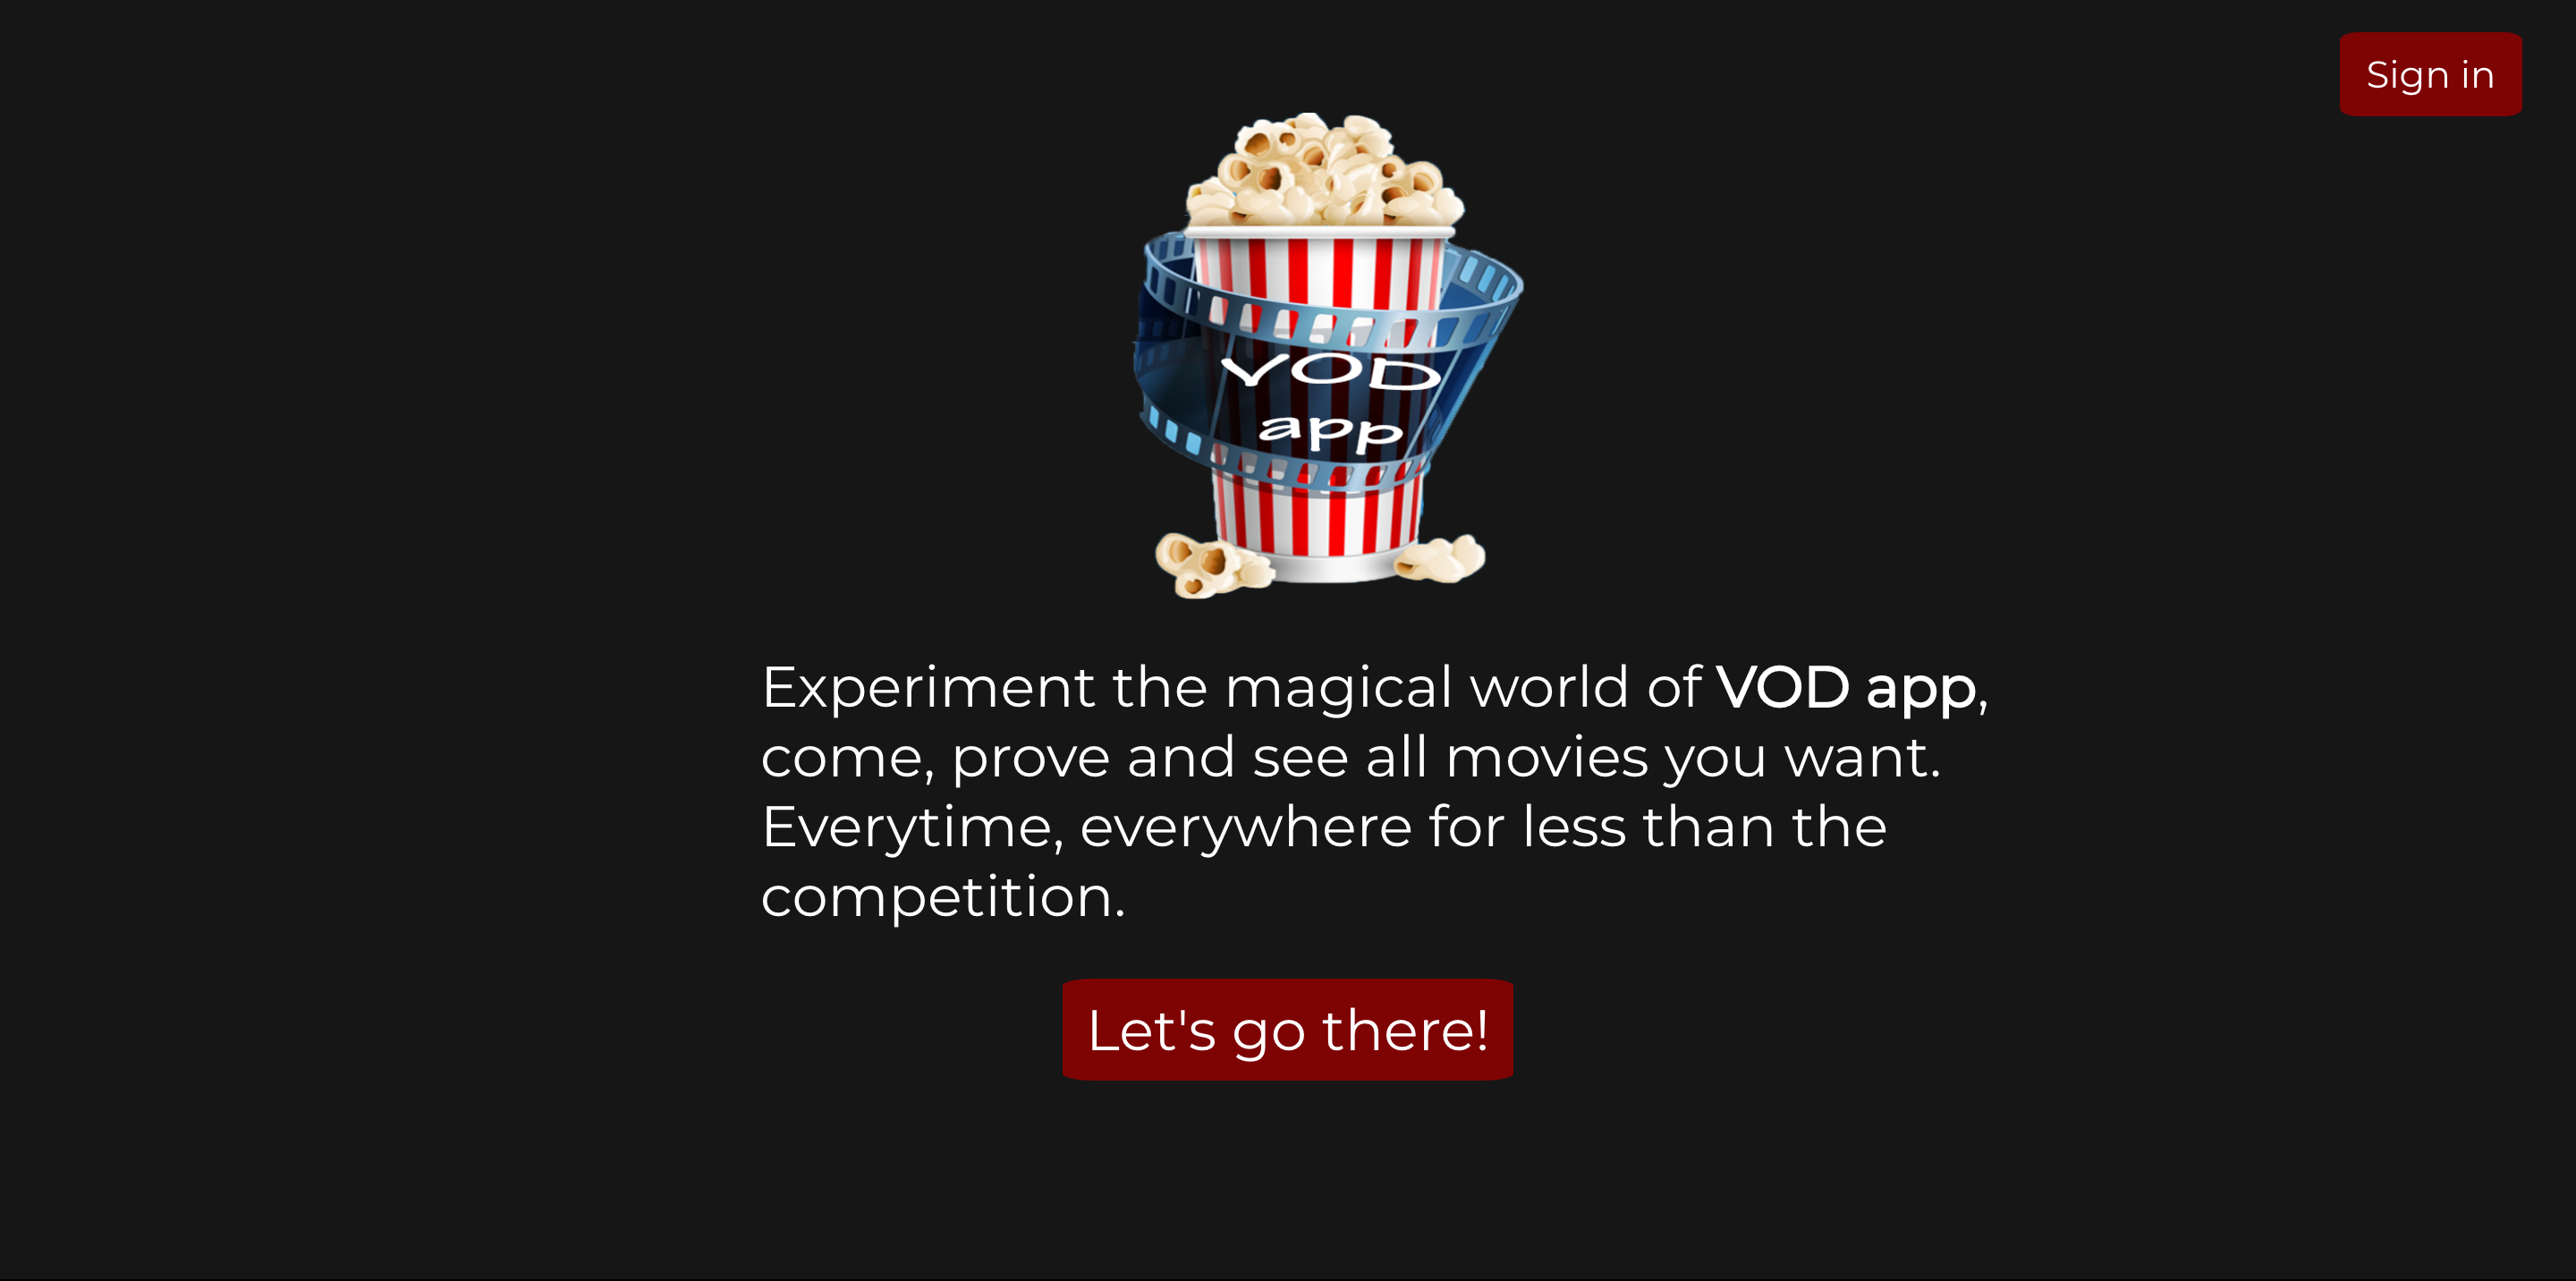 Sign in
VOD
app
Experiment the magical world of VOD app,
come, prove and see all movies you want.
Everytime, everywhere for less than the
competition.
Let's go there!